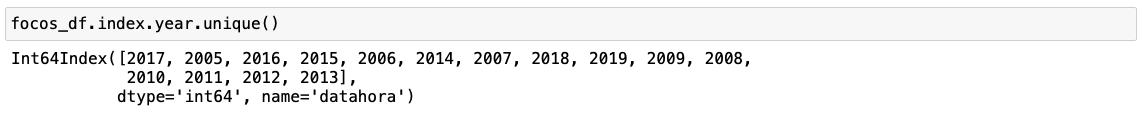 focos_df.index.year.unique()
Int64Index([2017, 2005, 2016, 2015, 2006, 2014, 2007, 2018, 2019, 2009, 2008,
            2010, 2011, 2012, 2013],
           dtype='int64', name='datahora')